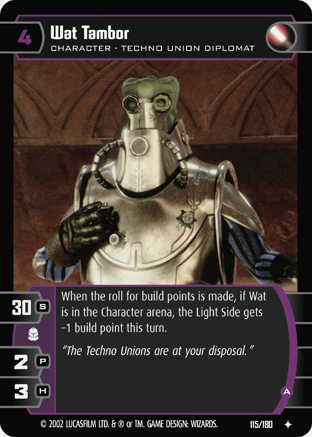 4 Wat Tambor
CHARACTER - TECHNO UNION DIPLOMAT
30 S
When the roll for build points is made, if Wat
is in the Character arena, the Light Side gets
–1 build point this turn.
2 P
"The Techno Unions are at your disposal."
3 H
A
© 2002 LUCASFILM LTD. & ® or TM. GAME DESIGN: WIZARDS. 115/180